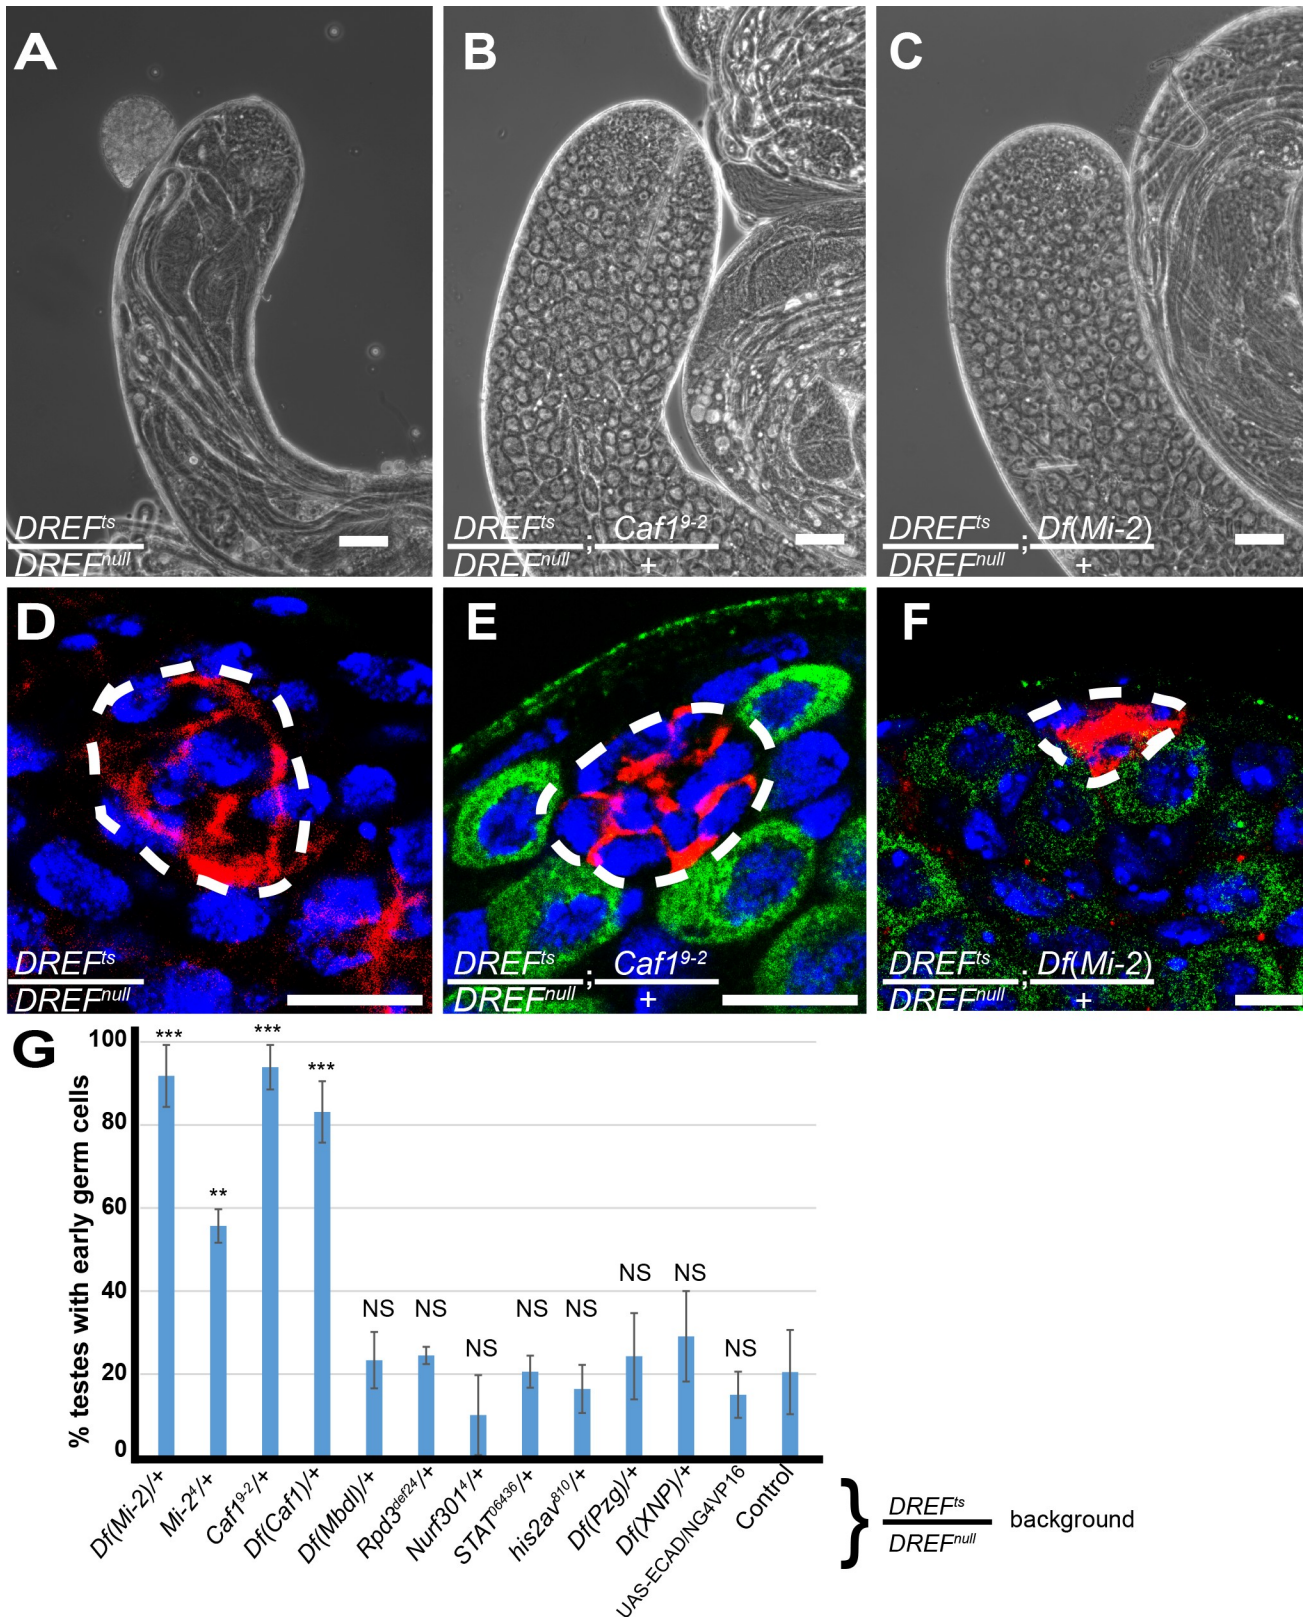 A
B
C
DREFts
DREFnull
DREFts ; Caf19-2
DREFnull +
DREFts ; Df(Mi-2)
DREFnull +
D
E
F
DREFts
DREFnull
DREFts ; Caf19-2
DREFnull +
DREFts ; Df(Mi-2)
DREFnull +
G
% testes with early germ cells
100
80
60
40
20
0
***
**
***
***
NS
NS
NS
NS
NS
NS
NS
NS
Df(Mi-2)/+
Mi-24/+
Caf19-2/+
Df(Caf1)/+
Df(Mbdl)/+
Rpd3def24/+
Nurf3014/+
STAT06436/+
his2av810/+
Df(Pzg)/+
Df(XNP)/+
UAS-ECAD/NG4VP16
Control
}
DREFts
DREFnull
background